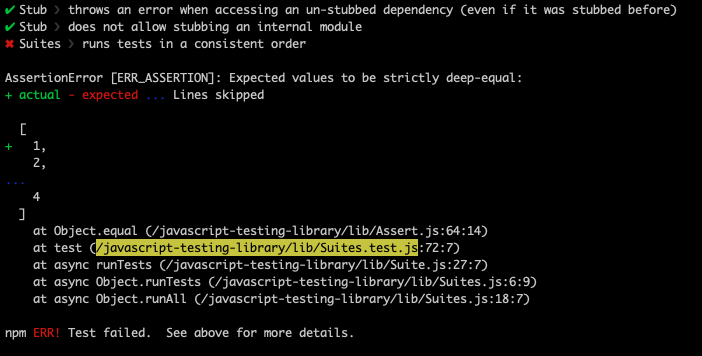 ✔ Stub › throws an error when accessing an un-stubbed dependency (even if it was stubbed before)
✔ Stub › does not allow stubbing an internal module
✖ Suites › runs tests in a consistent order
AssertionError [ERR_ASSERTION]: Expected values to be strictly deep-equal:
+ actual - expected ... Lines skipped
[
+ 1,
2,
...
4
]
at Object.equal (/javascript-testing-library/lib/Assert.js:64:14)
at test (/javascript-testing-library/lib/Suites.test.js:72:7)
at async runTests (/javascript-testing-library/lib/Suite.js:27:7)
at async Object.runTests (/javascript-testing-library/lib/Suites.js:6:9)
at async Object.runAll (/javascript-testing-library/lib/Suites.js:18:7)
npm ERR! Test failed.  See above for more details.